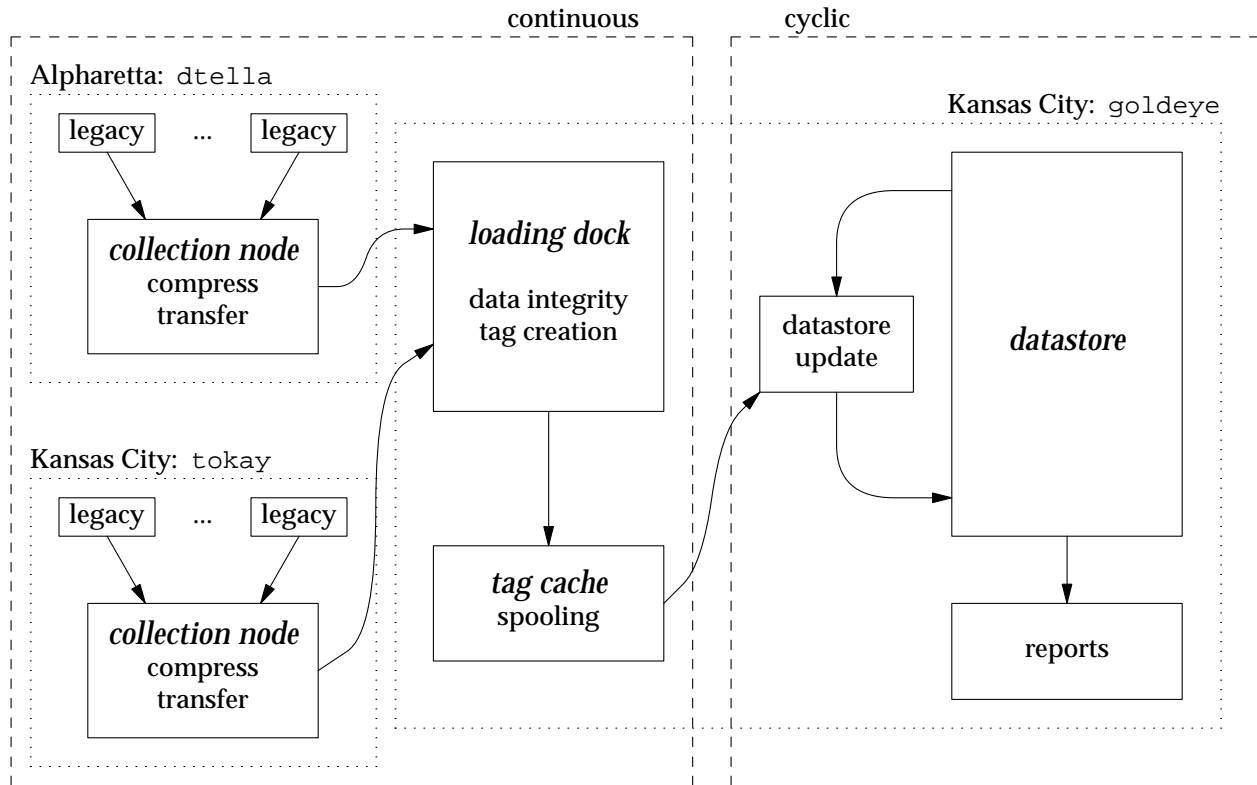 continuous
cyclic
Alpharetta: dtella
legacy ... legacy
collection node
compress
transfer
Kansas City: tokay
legacy ... legacy
collection node
compress
transfer
Kansas City: goldeye
loading dock
data integrity
tag creation
tag cache
spooling
datastore
update
datastore
reports